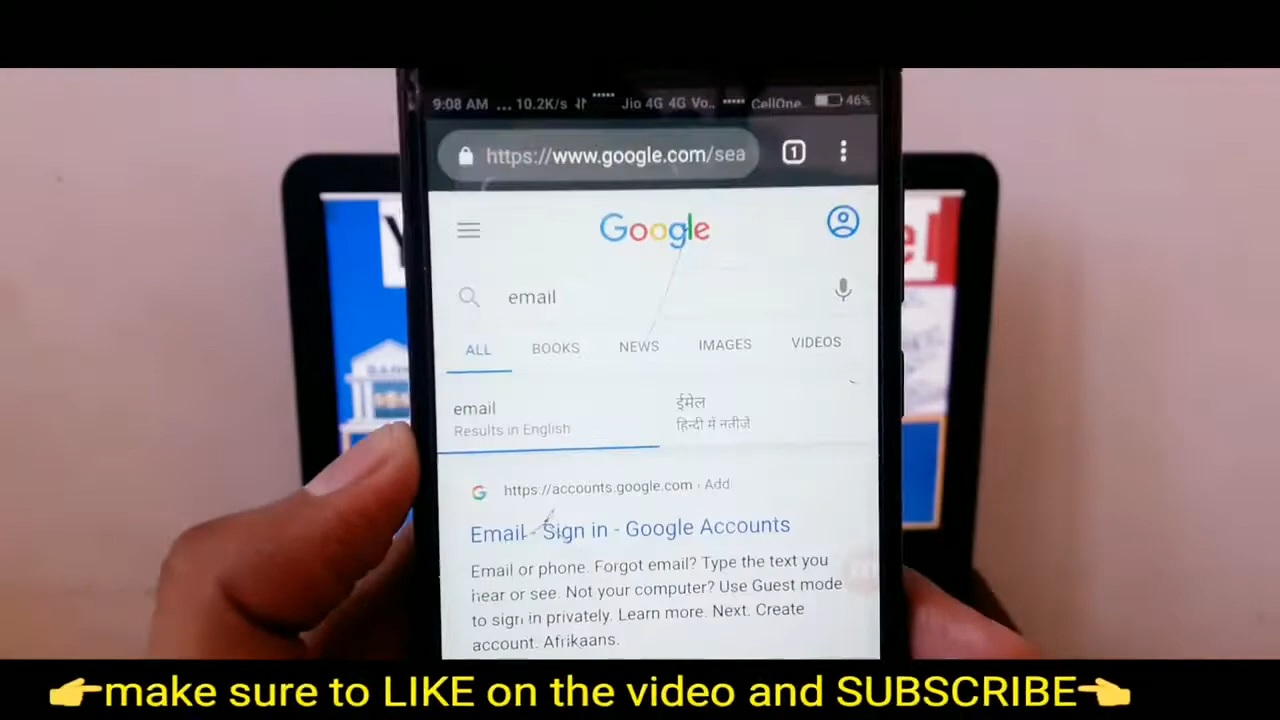 9:08 AM ... 10.2K/s Jio 4G 4G Vo.. CellOne 46%
https://www.google.com/sea 1
Google
email
ALL BOOKS NEWS IMAGES VIDEOS
email
Results in English
ईमेल
हिन्दी में नतीजे
https://accounts.google.com › Add
Email - Sign in - Google Accounts
Email or phone. Forgot email? Type the text you
hear or see. Not your computer? Use Guest mode
to sign in privately. Learn more. Next. Create
account. Afrikaans.
👉make sure to LIKE on the video and SUBSCRIBE👈